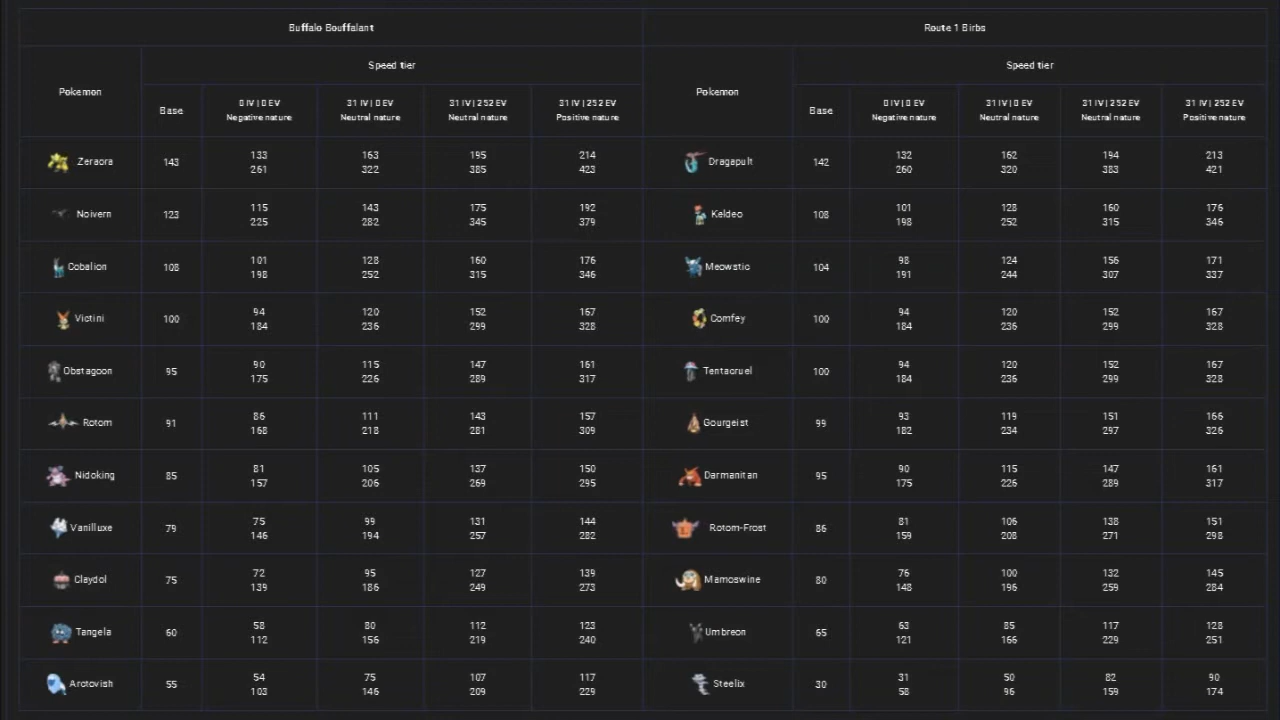 Buffalo Bouffalant Route 1 Birbs
Pokemon Speed tier Pokemon Speed tier
Base 0 IV | 0 EV Negative nature 31 IV | 0 EV Neutral nature 31 IV | 252 EV Neutral nature 31 IV | 252 EV Positive nature Base 0 IV | 0 EV Negative nature 31 IV | 0 EV Neutral nature 31 IV | 252 EV Neutral nature 31 IV | 252 EV Positive nature
Zeraora 143 133 163 195 214 Dragapult 142 132 162 194 213
261 322 385 423 260 320 383 421
Noivern 123 115 143 175 192 Keldeo 108 101 128 160 176
225 282 345 379 198 252 315 346
Cobalion 108 101 128 160 176 Meowstic 104 98 124 156 171
198 252 315 346 191 244 307 337
Victini 100 94 120 152 167 Comfey 100 94 120 152 167
184 236 299 328 184 236 299 328
Obstagoon 95 90 115 147 161 Tentacruel 100 94 120 152 167
175 226 289 317 184 236 299 328
Rotom 91 86 111 143 157 Gourgeist 99 93 119 151 166
168 218 281 309 182 234 297 326
Nidoking 85 81 105 137 150 Darmanitan 95 90 115 147 161
157 206 269 295 175 226 289 317
Vanilluxe 79 75 99 131 144 Rotom-Frost 86 81 106 138 151
146 194 257 282 159 208 271 298
Claydol 75 72 95 127 139 Mamoswine 80 76 100 132 145
139 186 249 273 148 196 259 284
Tangela 60 58 80 112 123 Umbreon 65 63 85 117 128
112 156 219 240 121 166 229 251
Arctovish 55 54 75 107 117 Steelix 30 31 50 82 90
103 146 209 229 58 96 159 174